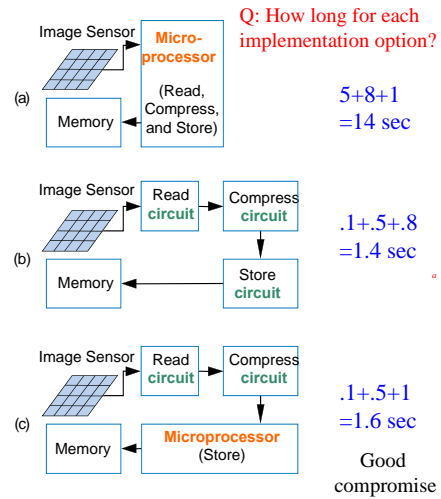 Q: How long for each
implementation option?
Image Sensor
Micro-
processor
(Read,
Compress,
and Store)
(a)
Memory
5+8+1
=14 sec
Image Sensor
Read
circuit
Compress
circuit
(b)
Memory
Store
circuit
.1+.5+.8
=1.4 sec
a
Image Sensor
Read
circuit
Compress
circuit
(c)
Memory
Microprocessor
(Store)
.1+.5+1
=1.6 sec
Good
compromise